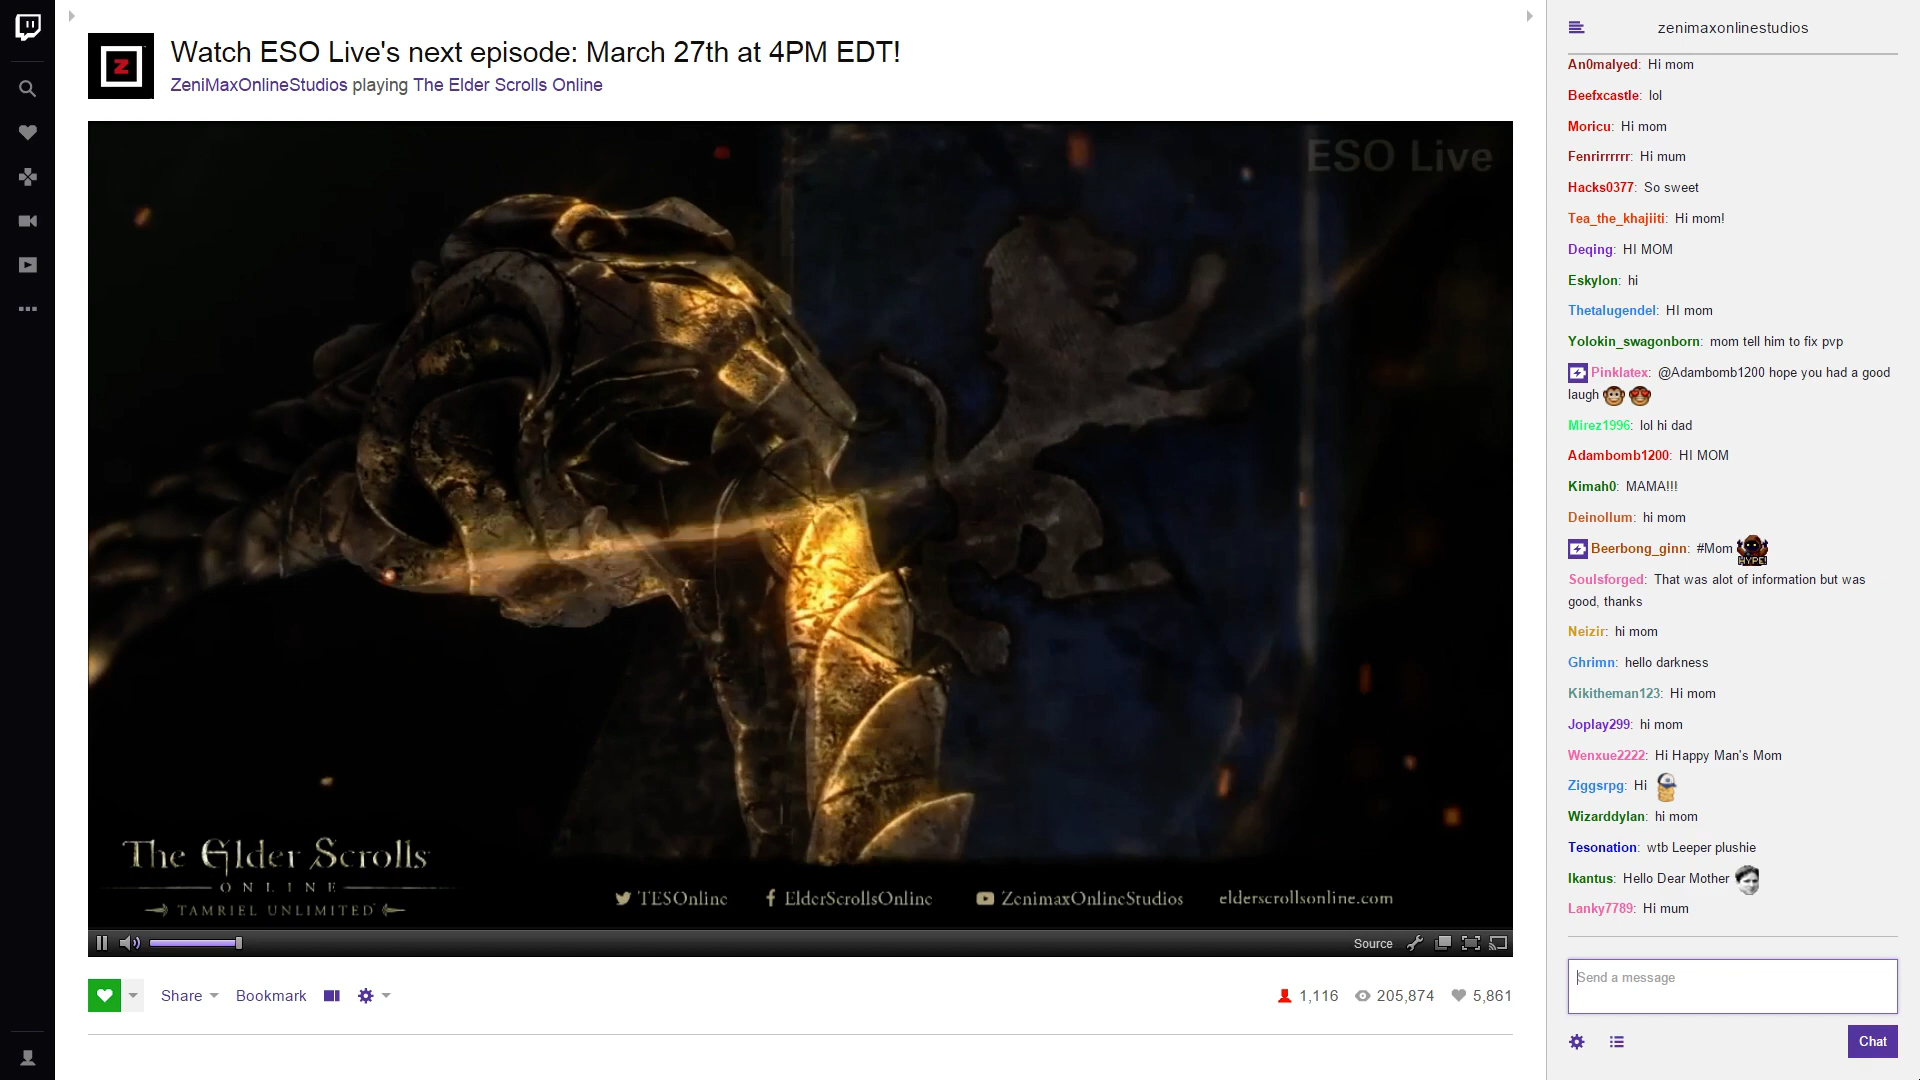 Watch ESO Live's next episode: March 27th at 4PM EDT!
ZeniMaxOnlineStudios playing The Elder Scrolls Online
Z
ESO Live
The Elder Scrolls
ONLINE
TAMRIEL UNLIMITED
TESOnline
ElderScrollsOnline
ZenimaxOnlineStudios
elderscrollsonline.com
Source
Share
Bookmark
1,116
205,874
5,861
zenimaxonlinestudios
An0malyed: Hi mom
Beefxcastle: lol
Moricu: Hi mom
Fenrirrrrrr: Hi mum
Hacks0377: So sweet
Tea_the_khajiiti: Hi mom!
Deqing: HI MOM
Eskylon: hi
Thetalugendel: HI mom
Yolokin_swagonborn: mom tell him to fix pvp
Pinklatex: @Adambomb1200 hope you had a good
laugh
Mirez1996: lol hi dad
Adambomb1200: HI MOM
Kimah0: MAMA!!!
Deinollum: hi mom
Beerbong_ginn: #Mom HYPE!
Soulsforged: That was alot of information but was
good, thanks
Neizir: hi mom
Ghrimn: hello darkness
Kikitheman123: Hi mom
Joplay299: hi mom
Wenxue2222: Hi Happy Man's Mom
Ziggsrpg: Hi
Wizarddylan: hi mom
Tesonation: wtb Leeper plushie
Ikantus: Hello Dear Mother
Lanky7789: Hi mum
Send a message
Chat